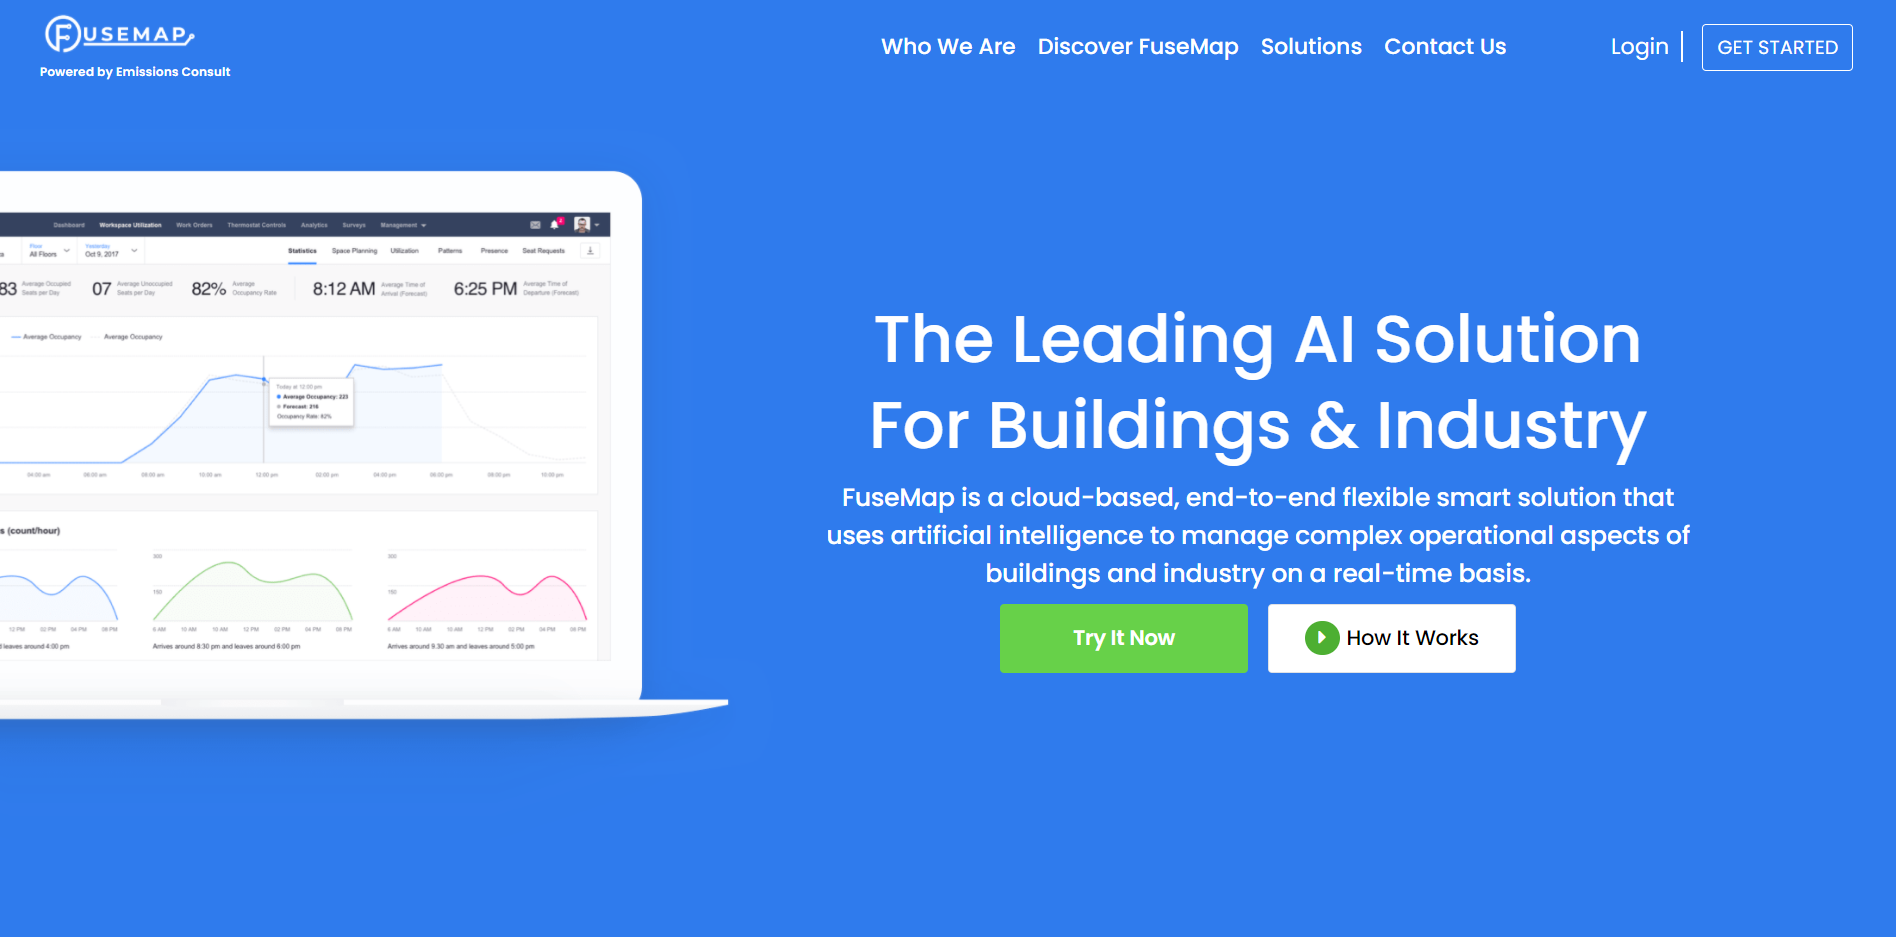 FUSEMAP
Powered by Emissions Consult
Who We Are Discover FuseMap Solutions Contact Us
Login GET STARTED
Dashboard Workspace Utilization Work Orders Thermostat Controls Analytics Surveys Management
Floor
All Floors
Yesterday
Oct 9, 2017
Statistics Space Planning Utilization Patterns Presence Seat Requests
83 Average Occupied
Seats per Day
07 Average Unoccupied
Seats per Day
82% Average
Occupancy Rate
8:12 AM Average Time of
Arrival (Forecast)
6:25 PM Average Time of
Departure (Forecast)
Average Occupancy Average Occupancy
Today at 12:00 pm
Average Occupancy: 223
Forecast: 216
Occupancy Rate: 82%
04:00 am 06:00 am 08:00 am 10:00 am 12:00 pm 02:00 pm 04:00 pm 06:00 pm 08:00 pm 10:00 pm
s (count/hour)
300 300
150 150
12 PM 02 PM 04 PM 06 PM
6 AM 10 AM 10 AM 12 PM 02 PM 04 PM 06 PM
6 AM 10 AM 10 AM 12 PM 02 PM 04 PM 06 PM
leaves around 4:00 pm
Arrives around 8:30 pm and leaves around 6:00 pm
Arrives around 9.30 am and leaves around 5:00 pm
The Leading AI Solution
For Buildings & Industry
FuseMap is a cloud-based, end-to-end flexible smart solution that
uses artificial intelligence to manage complex operational aspects of
buildings and industry on a real-time basis.
Try It Now How It Works